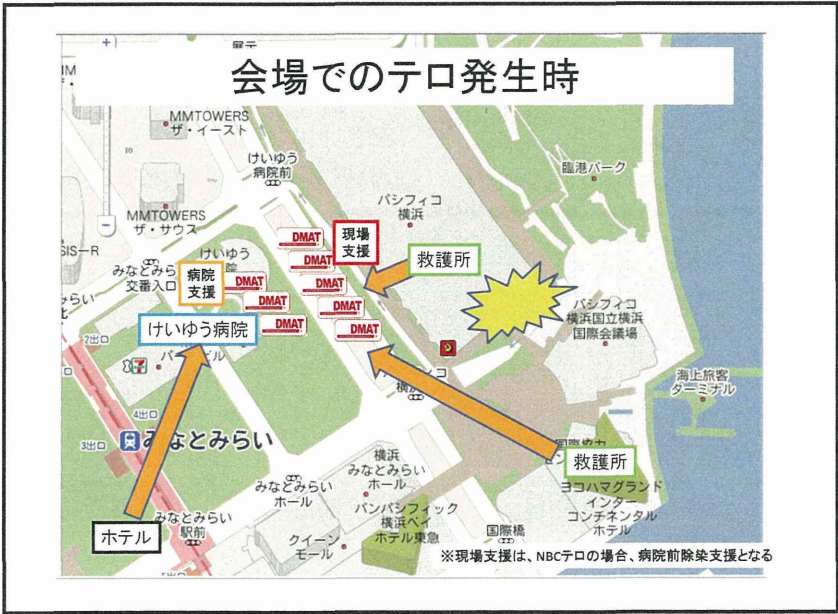 会場でのテロ発生時
展示
MMTOWERS
ザ・イースト
けいゆう
病院前
臨港パーク
パシフィコ
横浜
MMTOWERS
ザ・サウス
DMAT
現場
支援
DMAT
救護所
けいゆう
みなとみらい
交番入口
病院
支援
DMAT
DMAT
DMAT
DMAT
DMAT
DMAT
けいゆう病院
パシフィコ
横浜国立横浜
国際会議場
2出口
海上旅客
ターミナル
4出口
3出口
みなとみらい
救護所
横浜
みなとみらい
ホール
みなとみらい
ホール
ヨコハマグランド
インター
コンチネンタル
ホテル
パンパシフィック
横浜ベイ
ホテル東急
ホテル
みなとみらい
駅前
クイーン
モール
国際橋
※現場支援は、NBCテロの場合、病院前除染支援となる